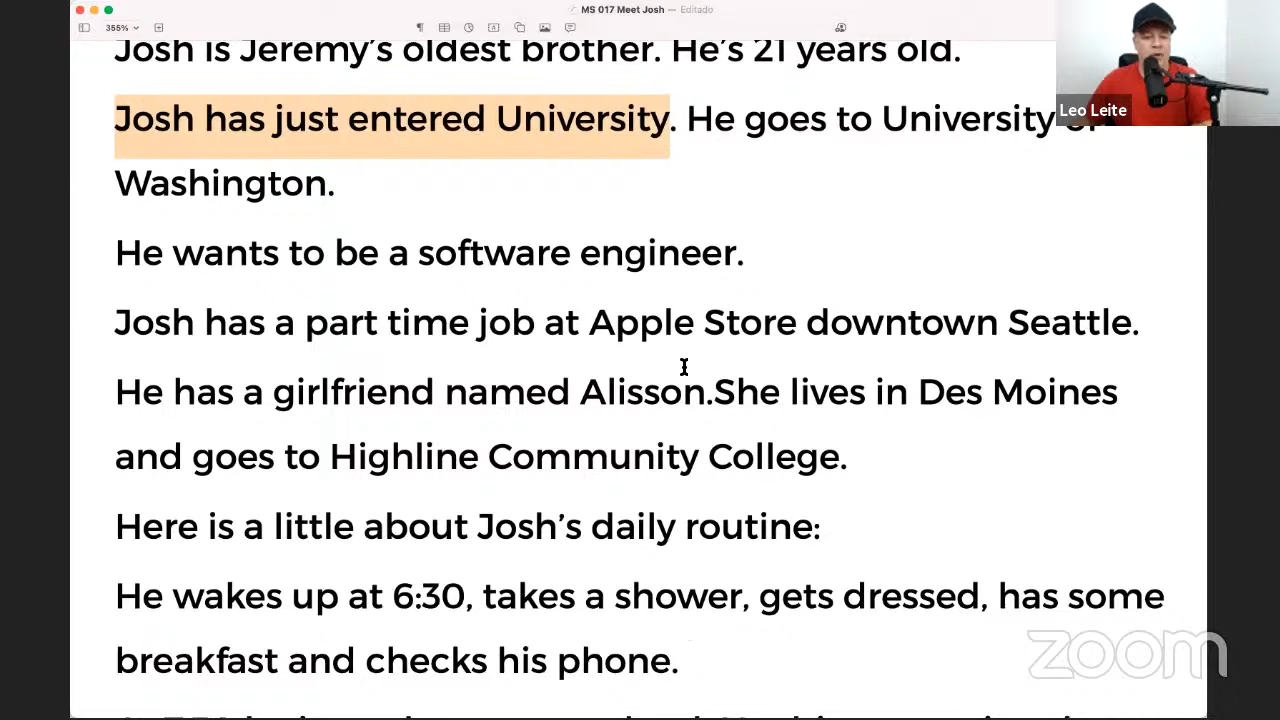 MS 017 Meet Josh — Editado
355%
Josh is Jeremy's oldest brother. He's 21 years old.
Josh has just entered University. He goes to University of
Leo Leite
Washington.
He wants to be a software engineer.
Josh has a part time job at Apple Store downtown Seattle.
He has a girlfriend named Alisson.She lives in Des Moines
and goes to Highline Community College.
Here is a little about Josh's daily routine:
He wakes up at 6:30, takes a shower, gets dressed, has some
breakfast and checks his phone.
zoom